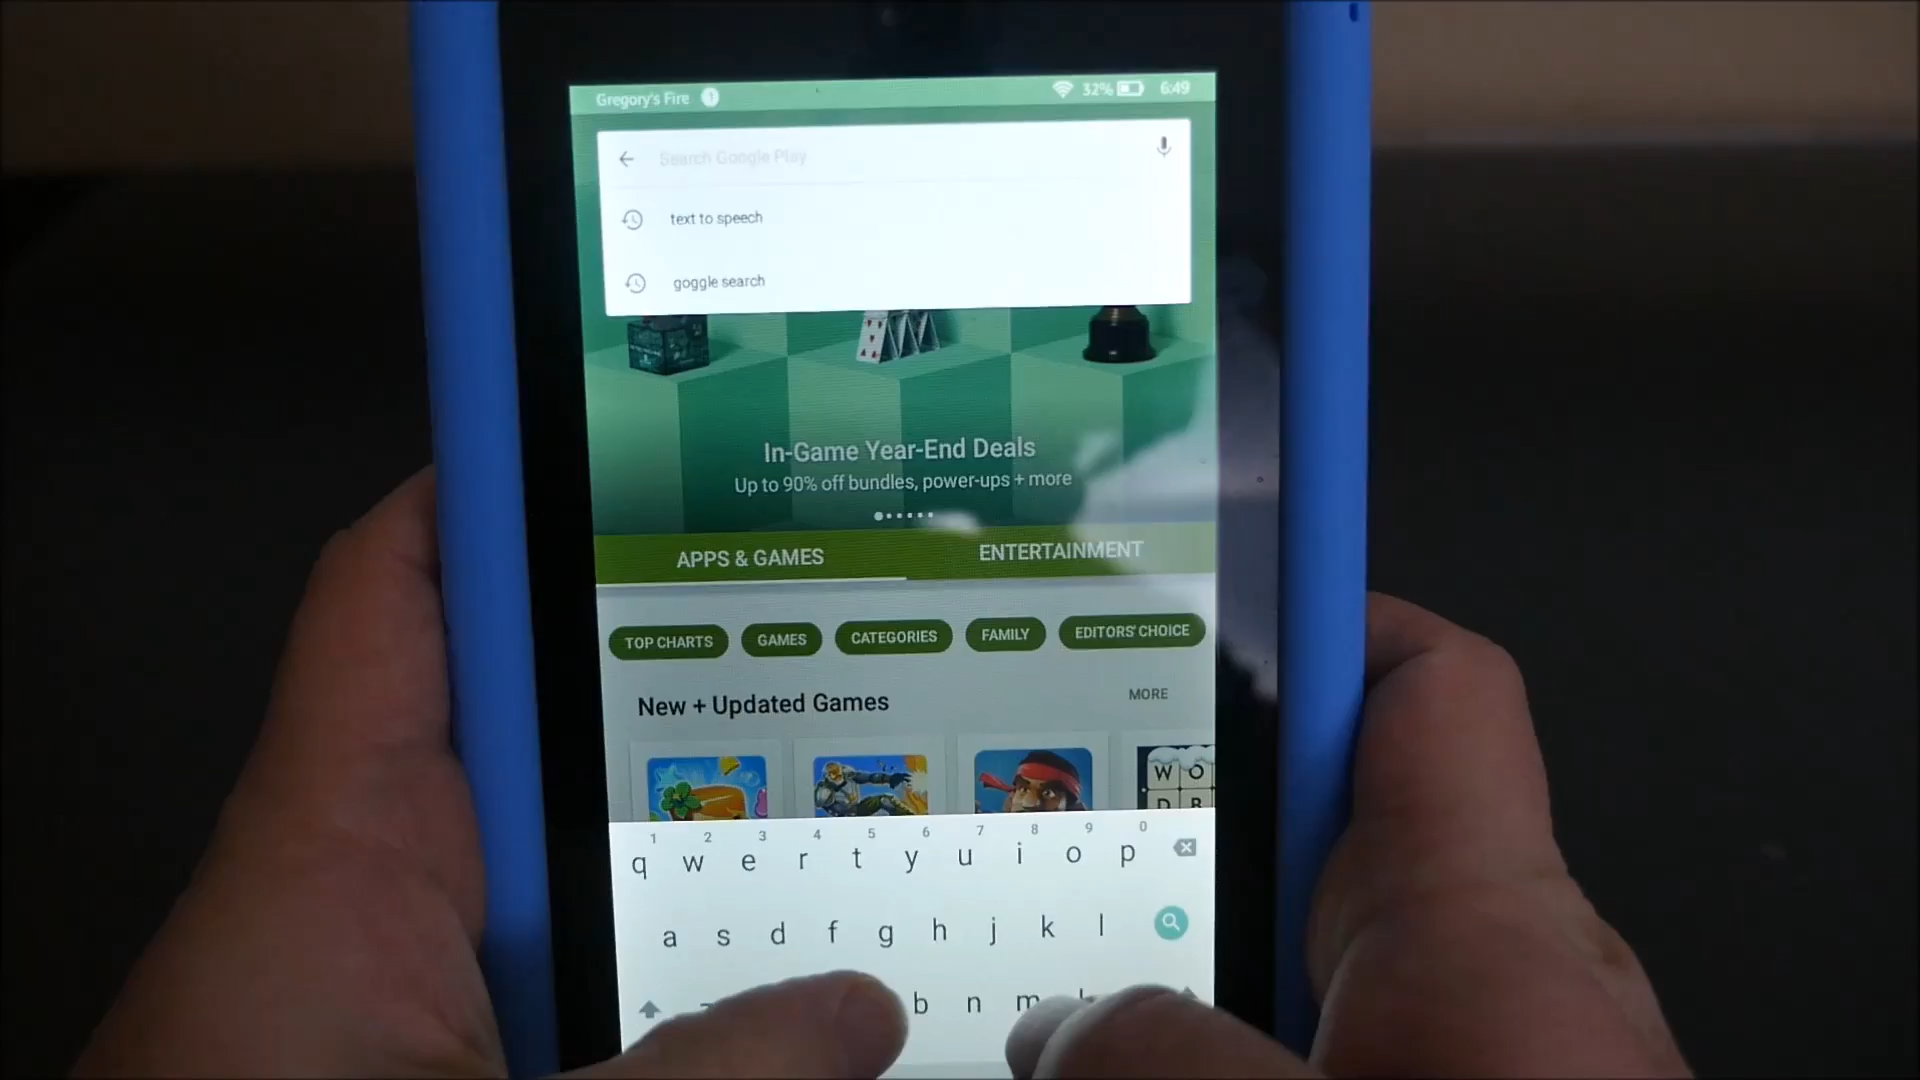 Gregory's Fire 1 32% 6:49
Search Google Play
text to speech
goggle search
In-Game Year-End Deals
Up to 90% off bundles, power-ups + more
APPS & GAMES ENTERTAINMENT
TOP CHARTS GAMES CATEGORIES FAMILY EDITORS' CHOICE
New + Updated Games MORE
W O
D R
1 2 3 4 5 6 7 8 9 0
q w e r t y u i o p
a s d f g h j k l
b n m